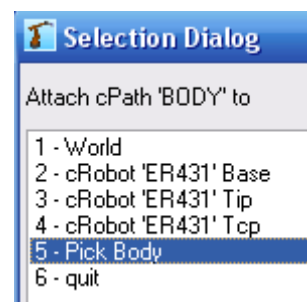 Selection Dialog
Attach cPath 'BODY' to
1 - World
2 - cRobot 'ER431' Base
3 - cRobot 'ER431' Tip
4 - cRobot 'ER431' Tcp
5 - Pick Body
6 - quit